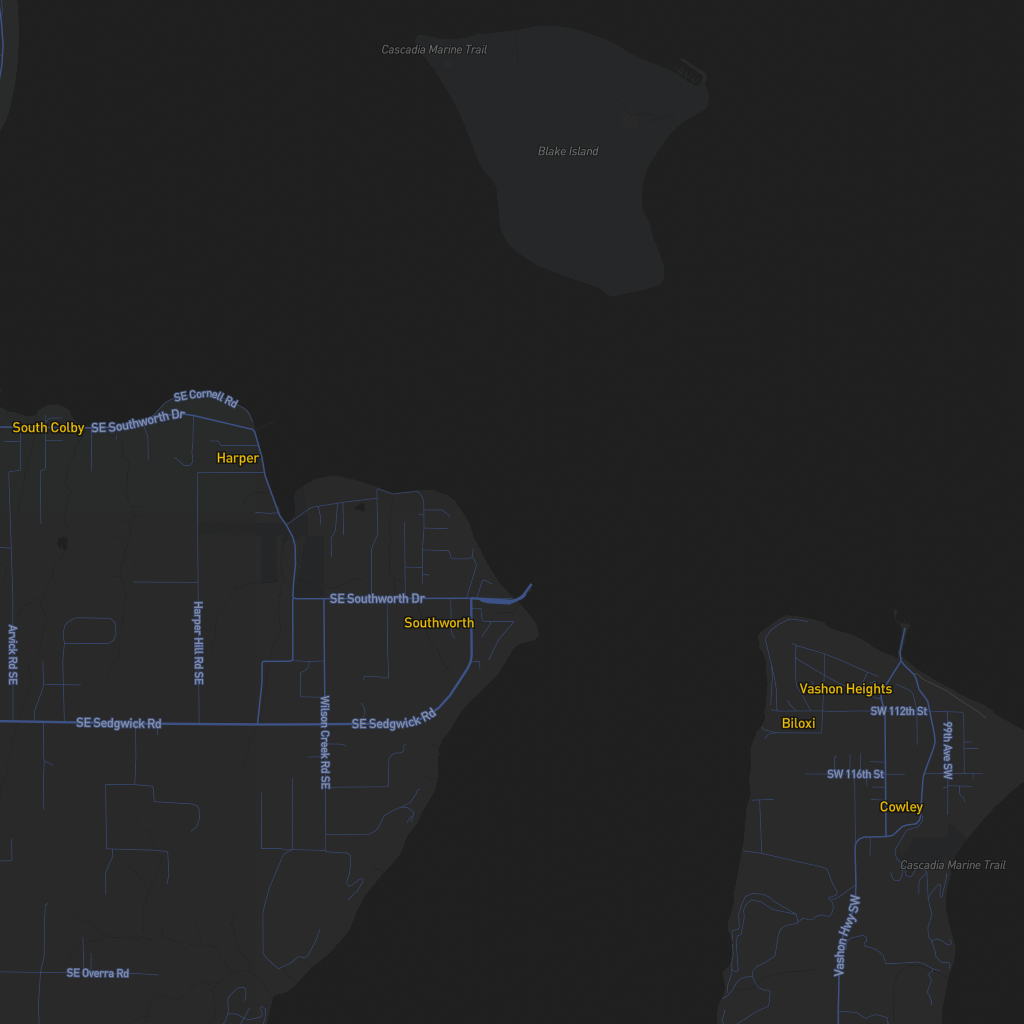 Cascadia Marine Trail
Blake Island
SE Cornell Rd
SE Southworth Dr
South Colby
Harper
SE Southworth Dr
Southworth
Harper Hill Rd SE
Arvick Rd SE
Vashon Heights
SW 112th St
Biloxi
SE Sedgwick Rd
SE Sedgwick Rd
Wilson Creek Rd SE
99th Ave SW
SW 116th St
Cowley
Cascadia Marine Trail
Vashon Hwy SW
SE Overra Rd